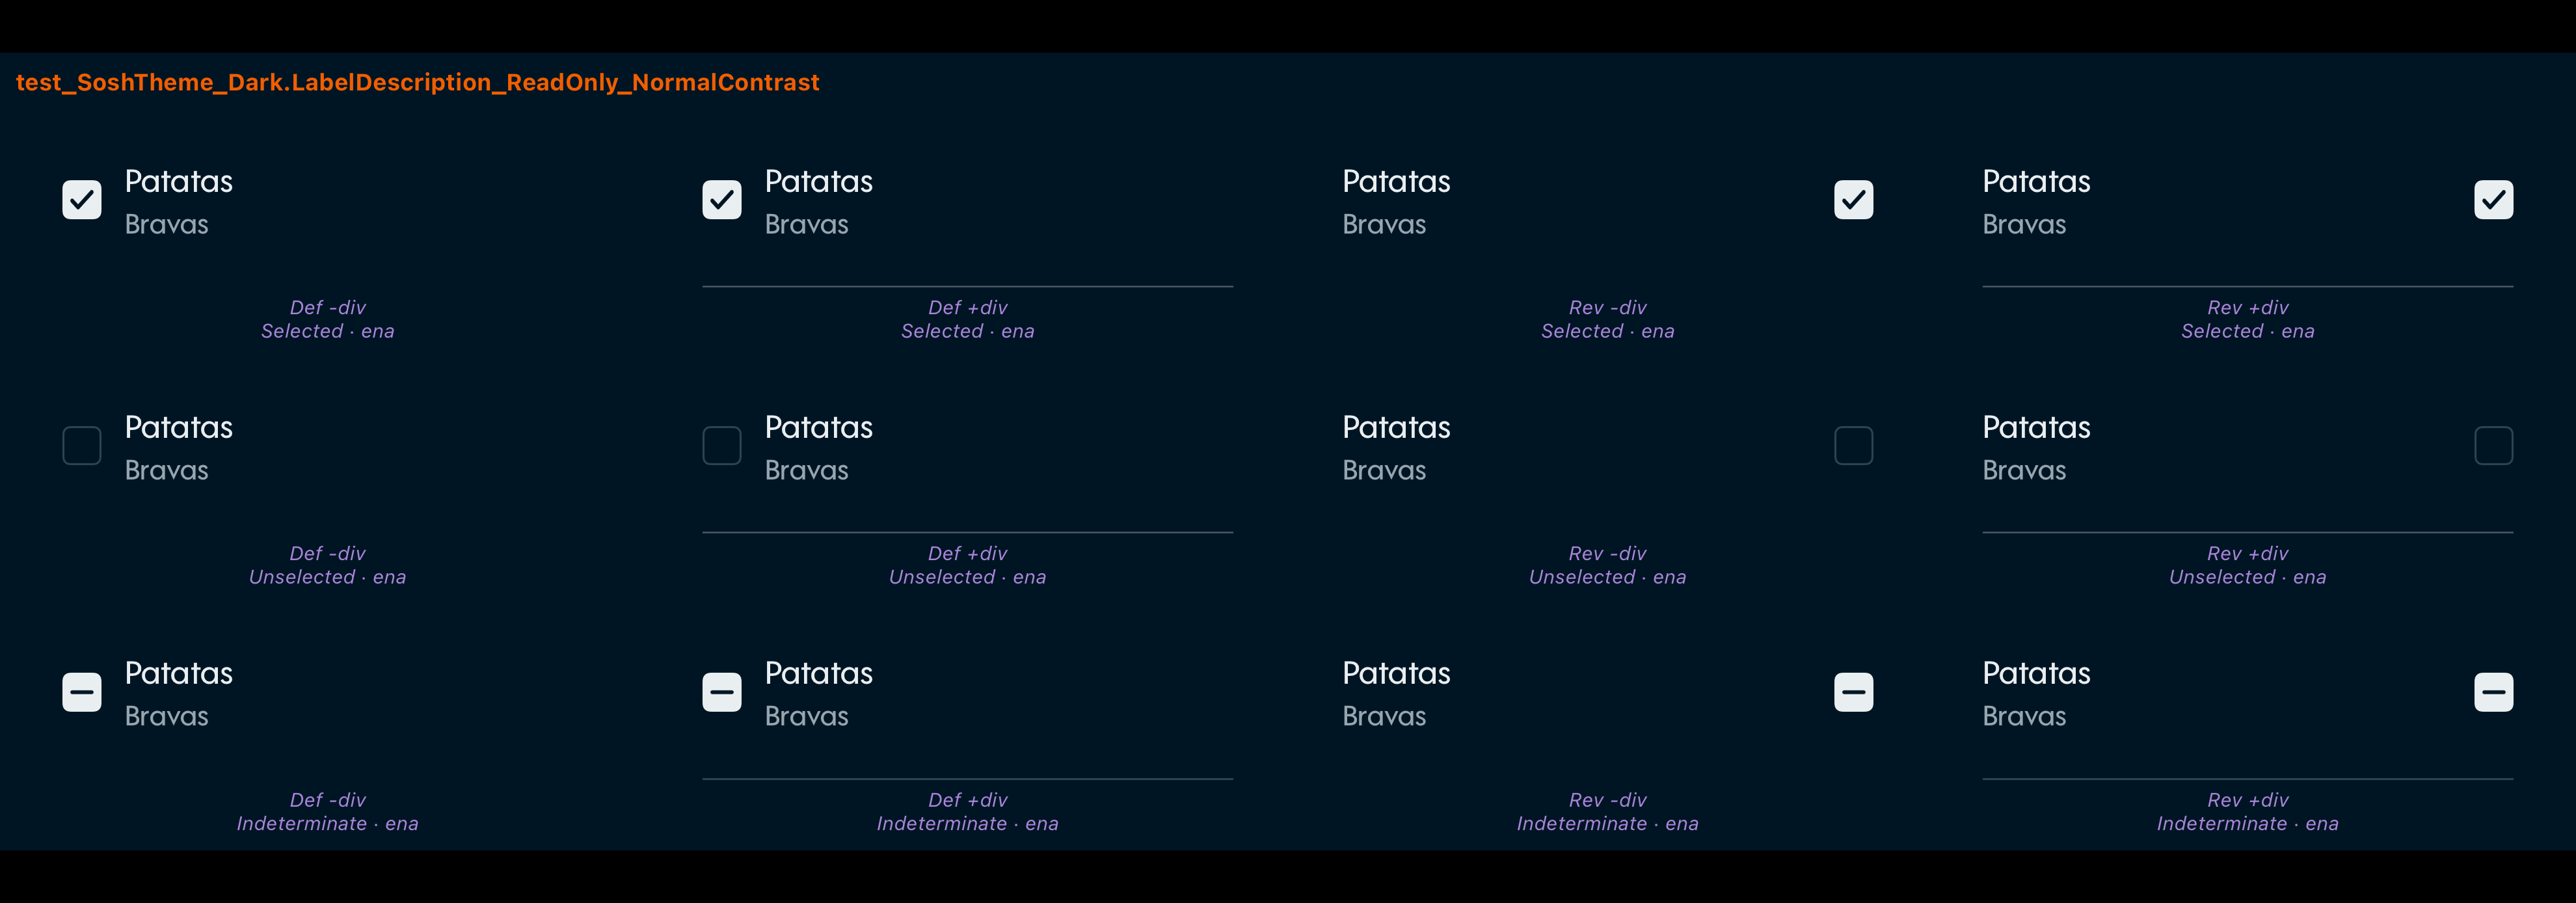 test_SoshTheme_Dark.LabelDescription_ReadOnly_NormalContrast
Patatas
Bravas
Def -div
Selected · ena
Patatas
Bravas
Def +div
Selected · ena
Patatas
Bravas
Rev -div
Selected · ena
Patatas
Bravas
Rev +div
Selected · ena
Patatas
Bravas
Def -div
Unselected · ena
Patatas
Bravas
Def +div
Unselected · ena
Patatas
Bravas
Rev -div
Unselected · ena
Patatas
Bravas
Rev +div
Unselected · ena
Patatas
Bravas
Def -div
Indeterminate · ena
Patatas
Bravas
Def +div
Indeterminate · ena
Patatas
Bravas
Rev -div
Indeterminate · ena
Patatas
Bravas
Rev +div
Indeterminate · ena